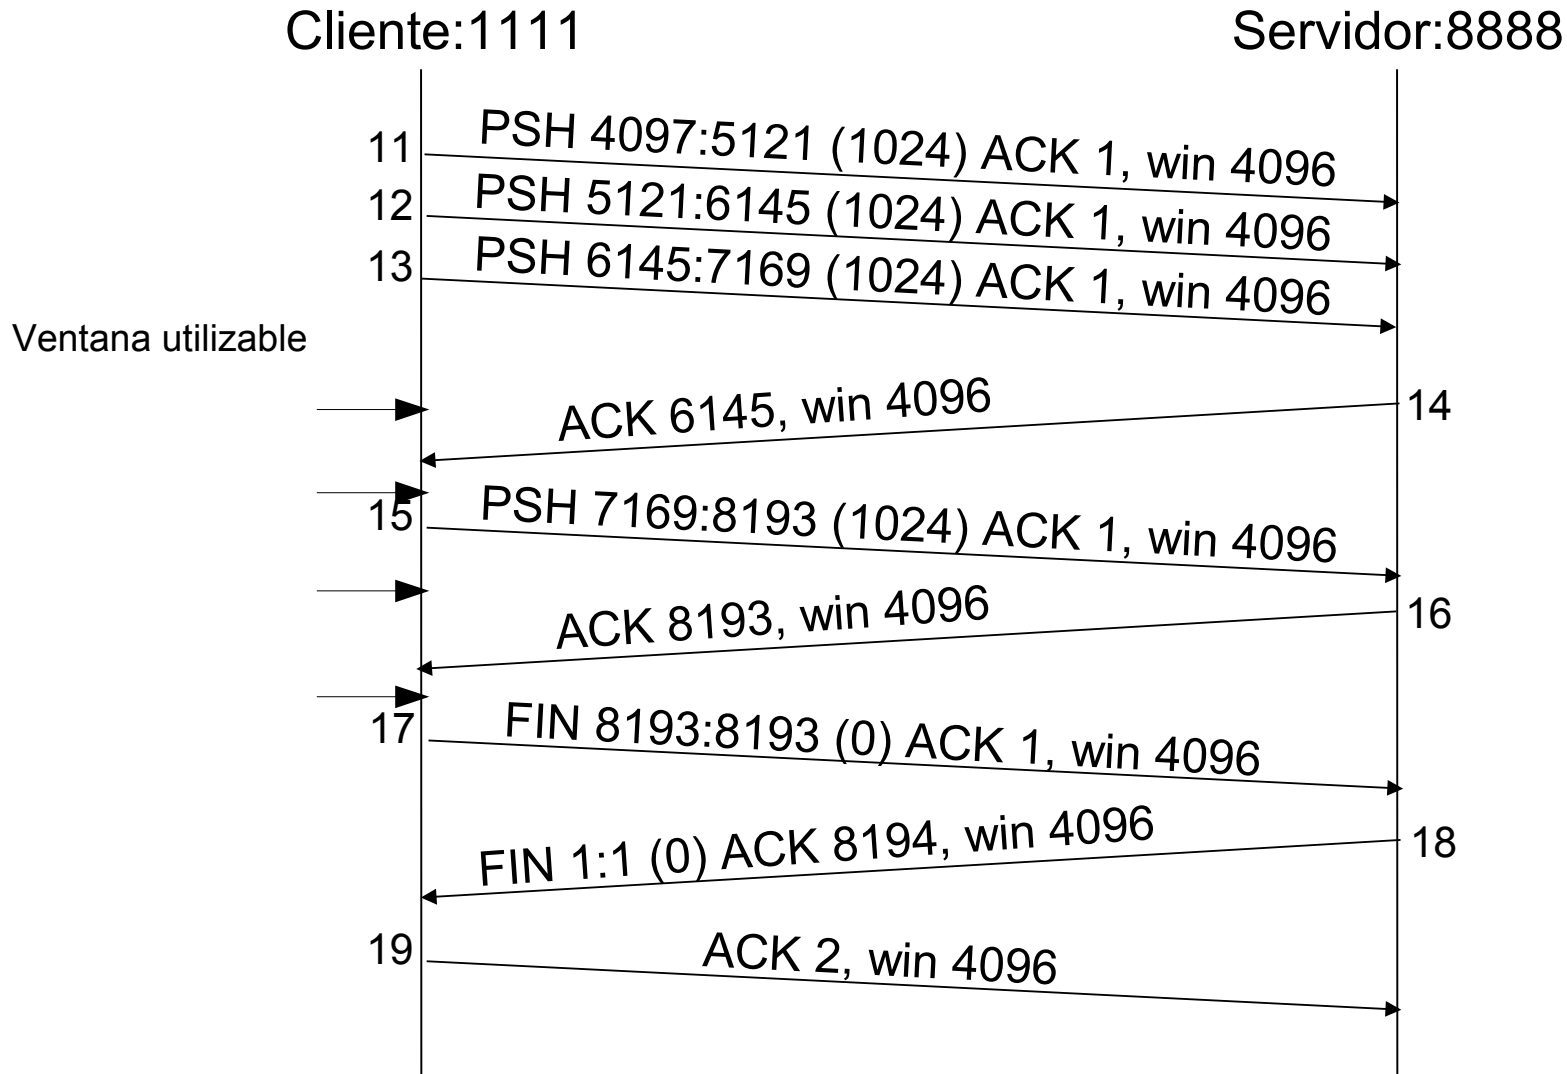 Cliente:1111
Servidor:8888
11 PSH 4097:5121 (1024) ACK 1, win 4096
12 PSH 5121:6145 (1024) ACK 1, win 4096
13 PSH 6145:7169 (1024) ACK 1, win 4096
Ventana utilizable
ACK 6145, win 4096 14
15 PSH 7169:8193 (1024) ACK 1, win 4096
ACK 8193, win 4096 16
17 FIN 8193:8193 (0) ACK 1, win 4096
FIN 1:1 (0) ACK 8194, win 4096 18
19 ACK 2, win 4096